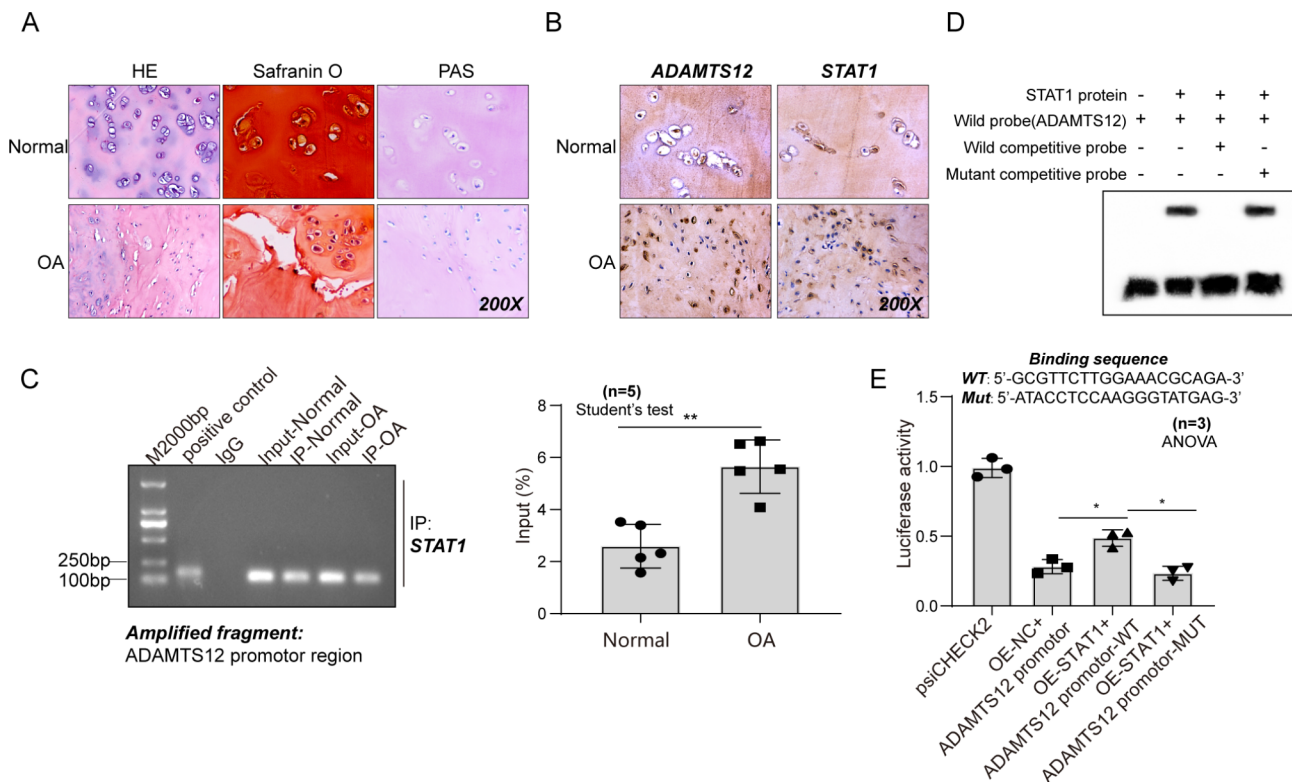 A
HE
Safranin O
PAS
Normal
OA
200X
B
ADAMTS12
STAT1
Normal
OA
200X
D
STAT1 protein - + + +
Wild probe(ADAMTS12) + + + +
Wild competitive probe - - + -
Mutant competitive probe - - - +
C
M2000bp
positive control
IgG
Input-Normal
IP-Normal
Input-OA
IP-OA
250bp
100bp
IP:
STAT1
Amplified fragment:
ADAMTS12 promotor region
(n=5)
Student's test
**
Input (%)
8
6
4
2
0
Normal
OA
E
Binding sequence
WT: 5'-GCGTTCTTGGAAACGCAGA-3'
Mut: 5'-ATACCTCCAAGGGTATGAG-3'
(n=3)
ANOVA
Luciferase activity
1.5
1.0
0.5
0.0
*
*
psiCHECK2
OE-NC+
ADAMTS12 promotor
OE-STAT1+
ADAMTS12 promotor-WT
OE-STAT1+
ADAMTS12 promotor-MUT